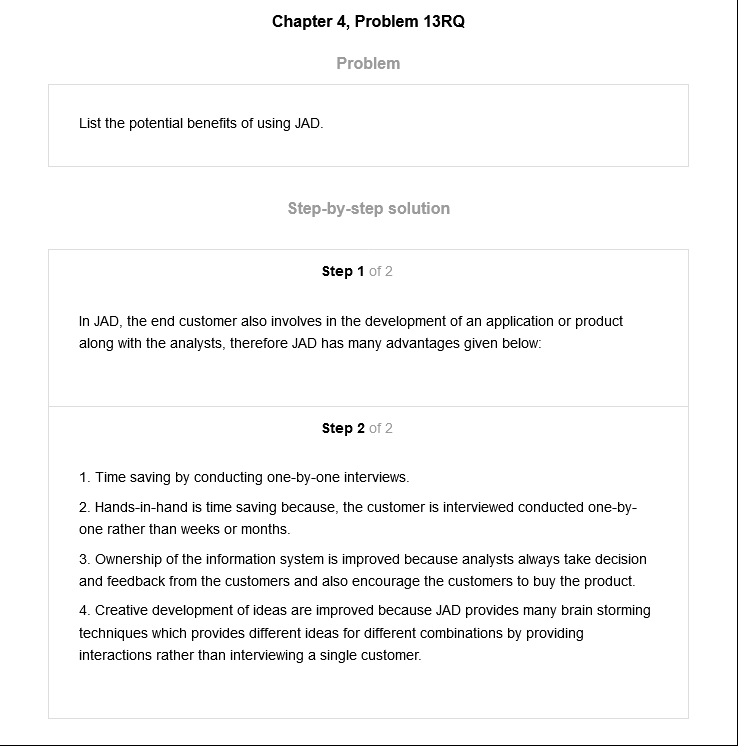 Chapter 4, Problem 13RQ
Problem
List the potential benefits of using JAD.
Step-by-step solution
Step 1 of 2
In JAD, the end customer also involves in the development of an application or product
along with the analysts, therefore JAD has many advantages given below:
Step 2 of 2
1. Time saving by conducting one-by-one interviews.
2. Hands-in-hand is time saving because, the customer is interviewed conducted one-by-
one rather than weeks or months.
3. Ownership of the information system is improved because analysts always take decision
and feedback from the customers and also encourage the customers to buy the product.
4. Creative development of ideas are improved because JAD provides many brain storming
techniques which provides different ideas for different combinations by providing
interactions rather than interviewing a single customer.